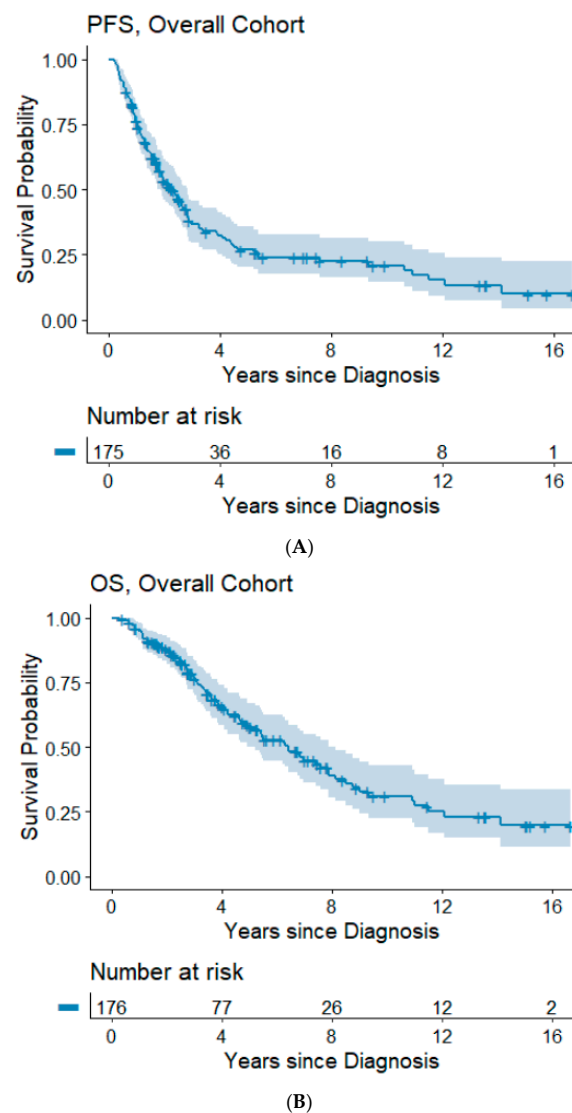 PFS, Overall Cohort
Survival Probability
1.00
0.75
0.50
0.25
0.00
0 4 8 12 16
Years since Diagnosis
Number at risk
175 36 16 8 1
0 4 8 12 16
Years since Diagnosis
(A)
OS, Overall Cohort
Survival Probability
1.00
0.75
0.50
0.25
0.00
0 4 8 12 16
Years since Diagnosis
Number at risk
176 77 26 12 2
0 4 8 12 16
Years since Diagnosis
(B)